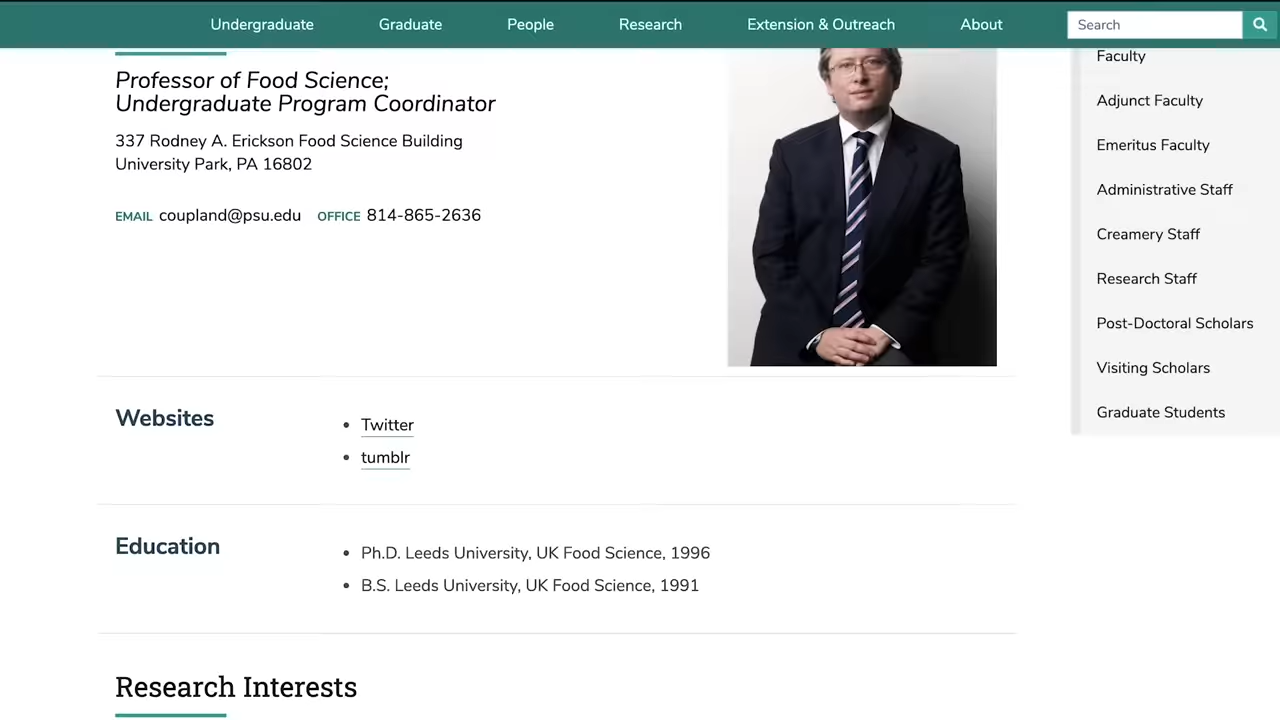 Undergraduate
Graduate
People
Research
Extension & Outreach
About
Search
Professor of Food Science;
Undergraduate Program Coordinator
337 Rodney A. Erickson Food Science Building
University Park, PA 16802
EMAIL coupland@psu.edu OFFICE 814-865-2636
Faculty
Adjunct Faculty
Emeritus Faculty
Administrative Staff
Creamery Staff
Research Staff
Post-Doctoral Scholars
Visiting Scholars
Graduate Students
Websites
Twitter
tumblr
Education
Ph.D. Leeds University, UK Food Science, 1996
B.S. Leeds University, UK Food Science, 1991
Research Interests